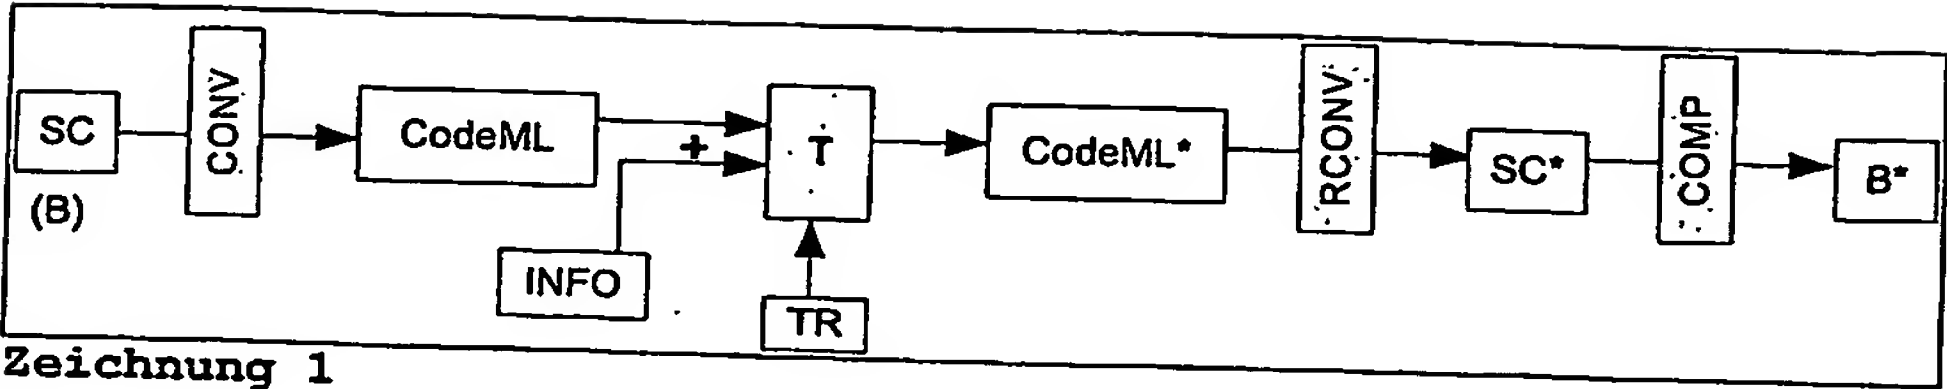 SC
(B)
CONV
CodeML
+
INFO
T
TR
CodeML*
RCONV
SC*
COMP
B*
Zeichnung 1